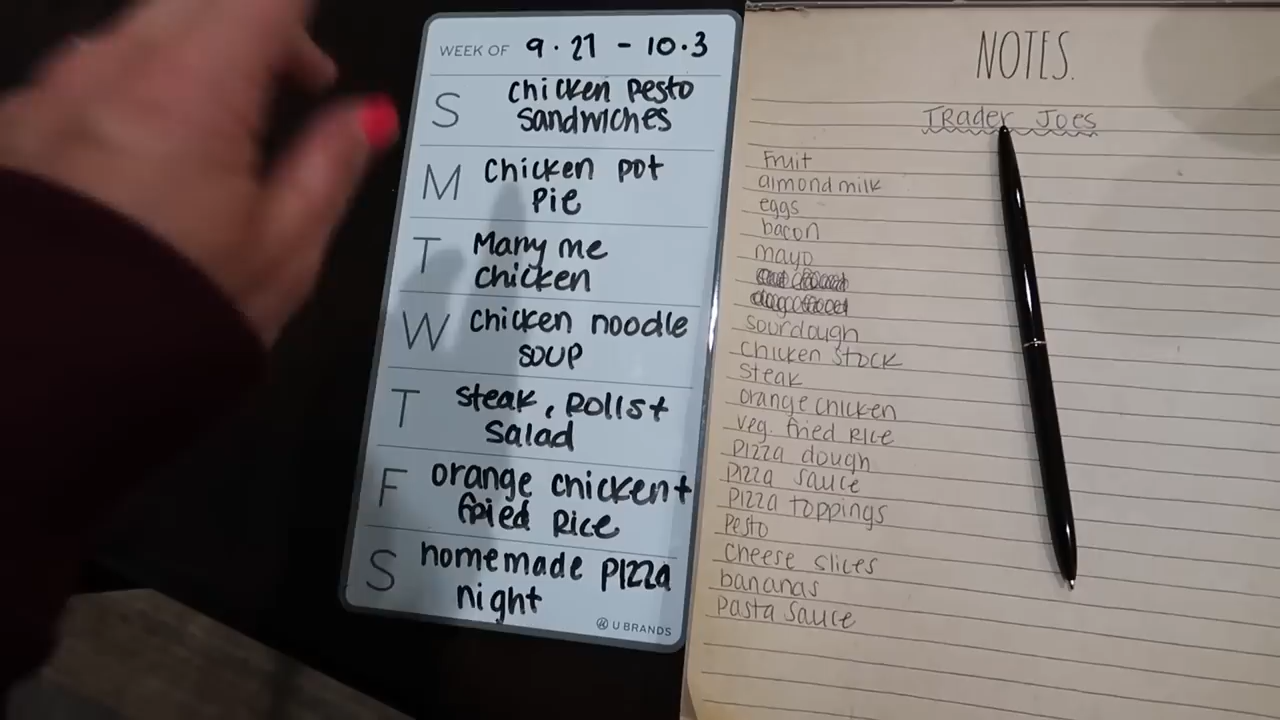 WEEK OF 9.27 - 10.3
S
chicken pesto
sandwiches
M
chicken pot
pie
T
Marry me
chicken
W
chicken noodle
soup
T
steak, rolls +
salad
F
orange chicken +
fried rice
S
homemade pizza
night
U BRANDS
NOTES.
Trader Joes
Fruit
almond milk
eggs
bacon
mayo
sourdough
chicken stock
steak
orange chicken
veg. fried rice
pizza dough
pizza sauce
pizza toppings
pesto
cheese slices
bananas
pasta sauce